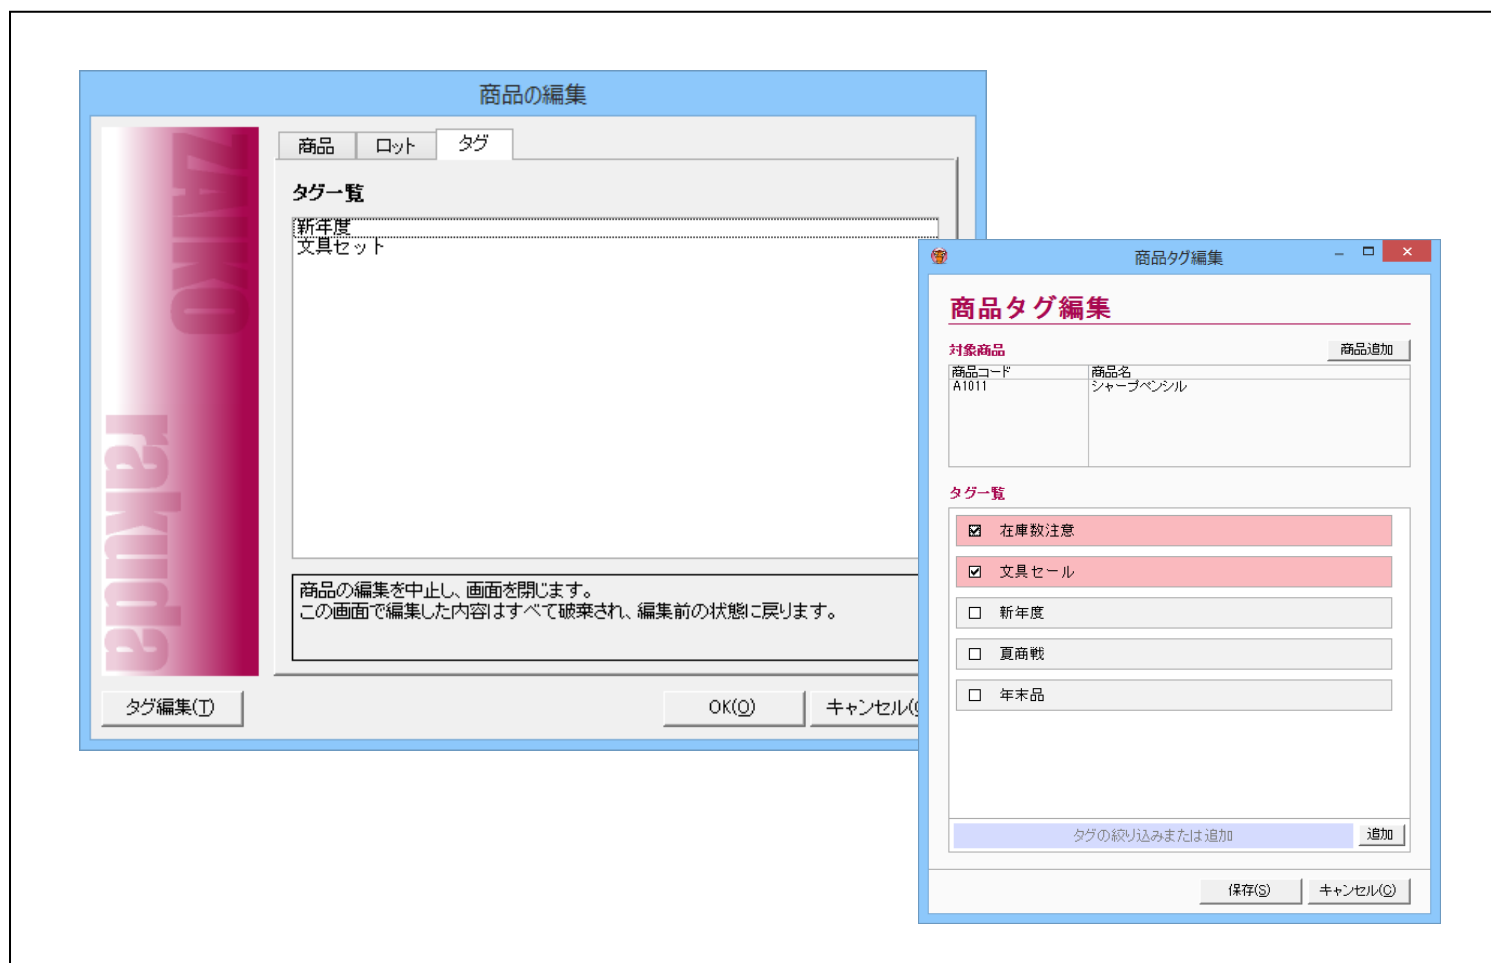 商品の編集
ZAIKO
rakuda
商品
ロット
タグ
タグ一覧
新年度
文具セット
商品の編集を中止し、画面を閉じます。
この画面で編集した内容はすべて破棄され、編集前の状態に戻ります。
タグ編集(T)
OK(O)
キャンセル(
商品タグ編集
商品タグ編集
対象商品
商品追加
商品コード 商品名
A1011 シャープペンシル
タグ一覧
在庫数注意
文具セール
新年度
夏商戦
年末品
タグの絞り込みまたは追加
追加
保存(S)
キャンセル(C)